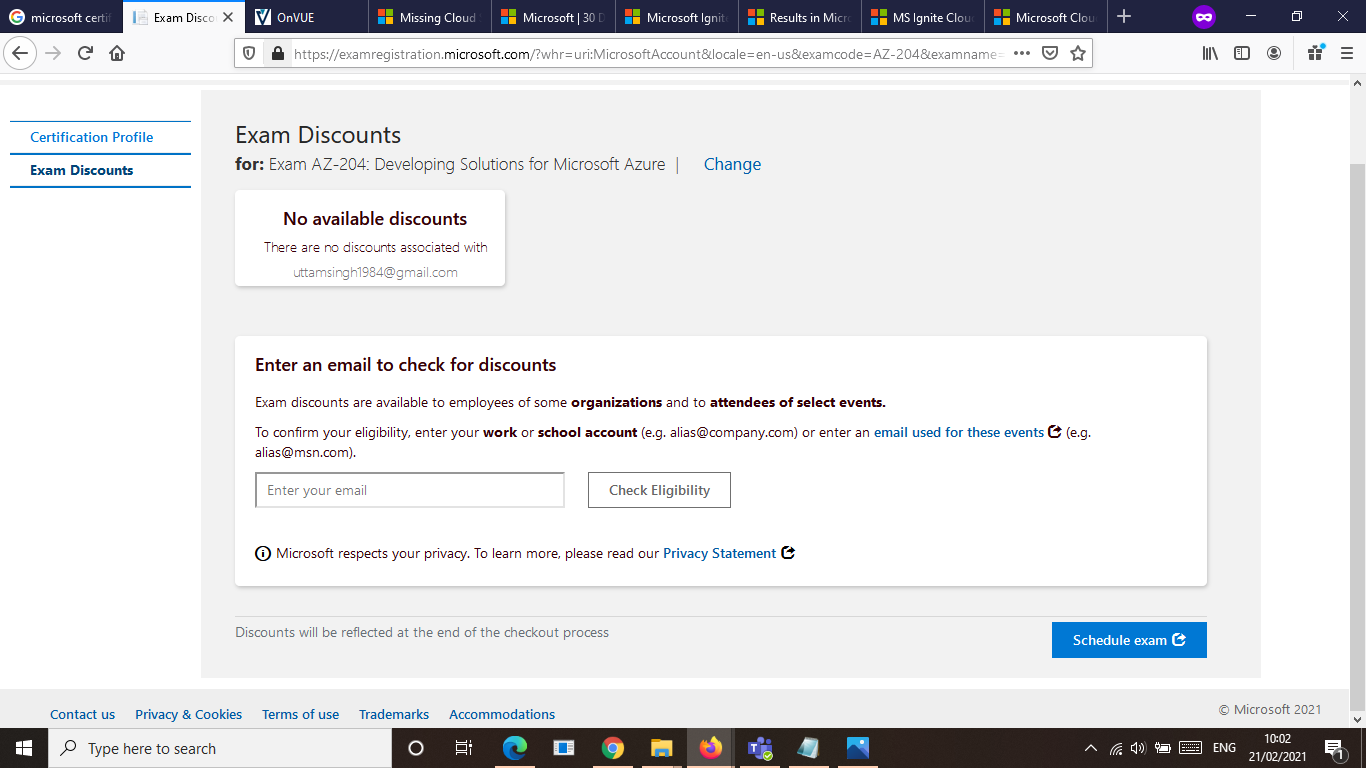 microsoft certif
Exam Discou
OnVUE
Missing Cloud S
Microsoft | 30 D
Microsoft Ignite
Results in Micro
MS Ignite Cloud
Microsoft Cloud
https://examregistration.microsoft.com/?whr=uri:MicrosoftAccount&locale=en-us&examcode=AZ-204&examname=
Certification Profile
Exam Discounts
Exam Discounts
for: Exam AZ-204: Developing Solutions for Microsoft Azure | Change
No available discounts
There are no discounts associated with
uttamsingh1984@gmail.com
Enter an email to check for discounts
Exam discounts are available to employees of some organizations and to attendees of select events.
To confirm your eligibility, enter your work or school account (e.g. alias@company.com) or enter an email used for these events (e.g.
alias@msn.com).
Enter your email
Check Eligibility
Microsoft respects your privacy. To learn more, please read our Privacy Statement
Discounts will be reflected at the end of the checkout process
Schedule exam
Contact us Privacy & Cookies Terms of use Trademarks Accommodations
© Microsoft 2021
Type here to search
ENG
10:02
21/02/2021
1